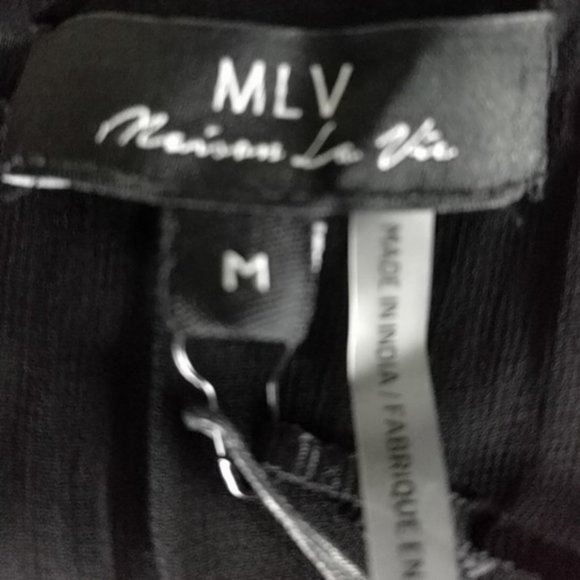 MLV
Maison La Vie
M
MADE IN INDIA / FABRIQUE EN